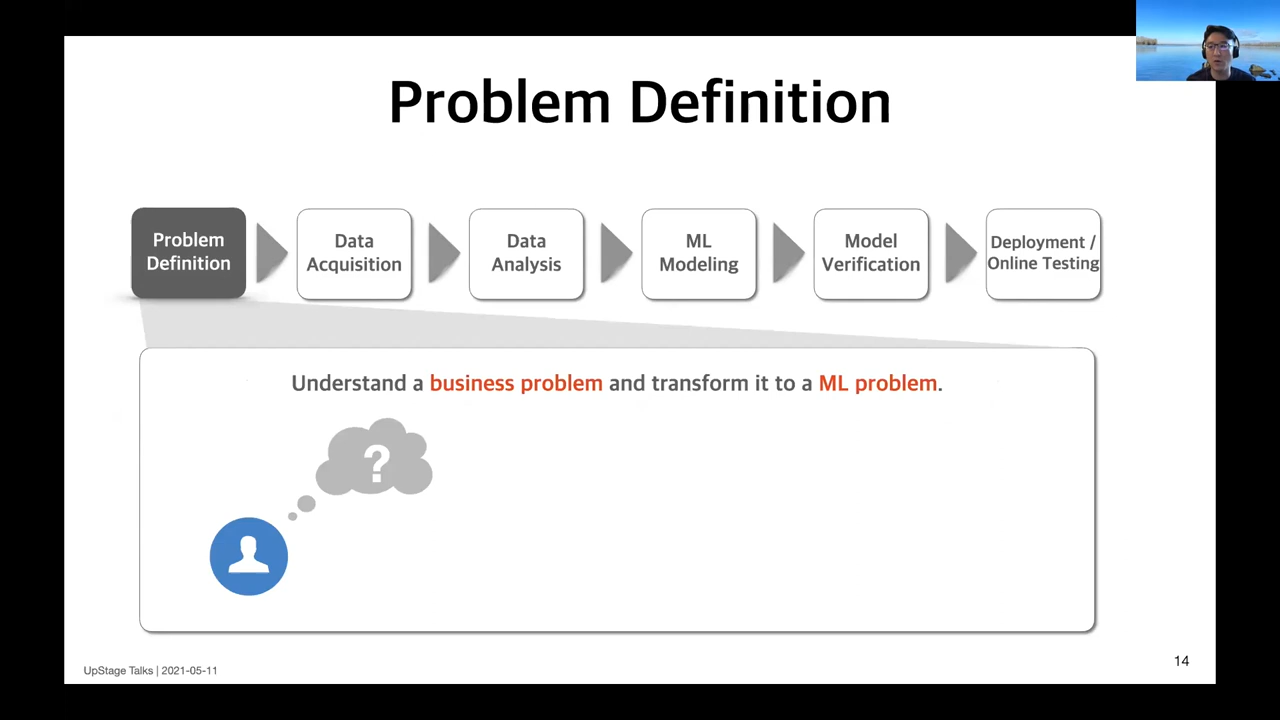 Problem Definition
Problem
Definition
Data
Acquisition
Data
Analysis
ML
Modeling
Model
Verification
Deployment /
Online Testing
Understand a business problem and transform it to a ML problem.
?
UpStage Talks | 2021-05-11
14